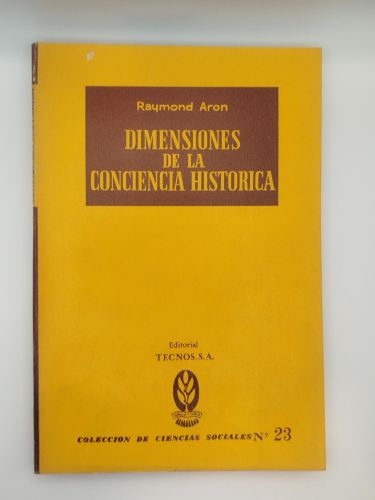 Raymond Aron
DIMENSIONES
DE LA
CONCIENCIA HISTORICA
Editorial
TECNOS, S.A.
COLECCION DE CIENCIAS SOCIALES Nº 23